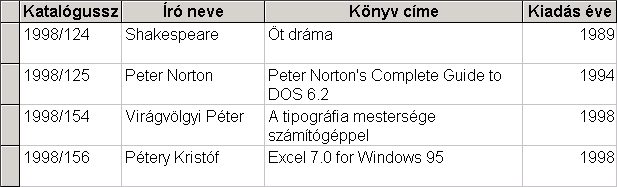 Katalógussz Író neve Könyv címe Kiadás éve
1998/124 Shakespeare Öt dráma 1989
1998/125 Peter Norton Peter Norton's Complete Guide to 1994
DOS 6.2
1998/154 Virágvölgyi Péter A tipográfia mestersége 1998
számítógéppel
1998/156 Pétery Kristóf Excel 7.0 for Windows 95 1998